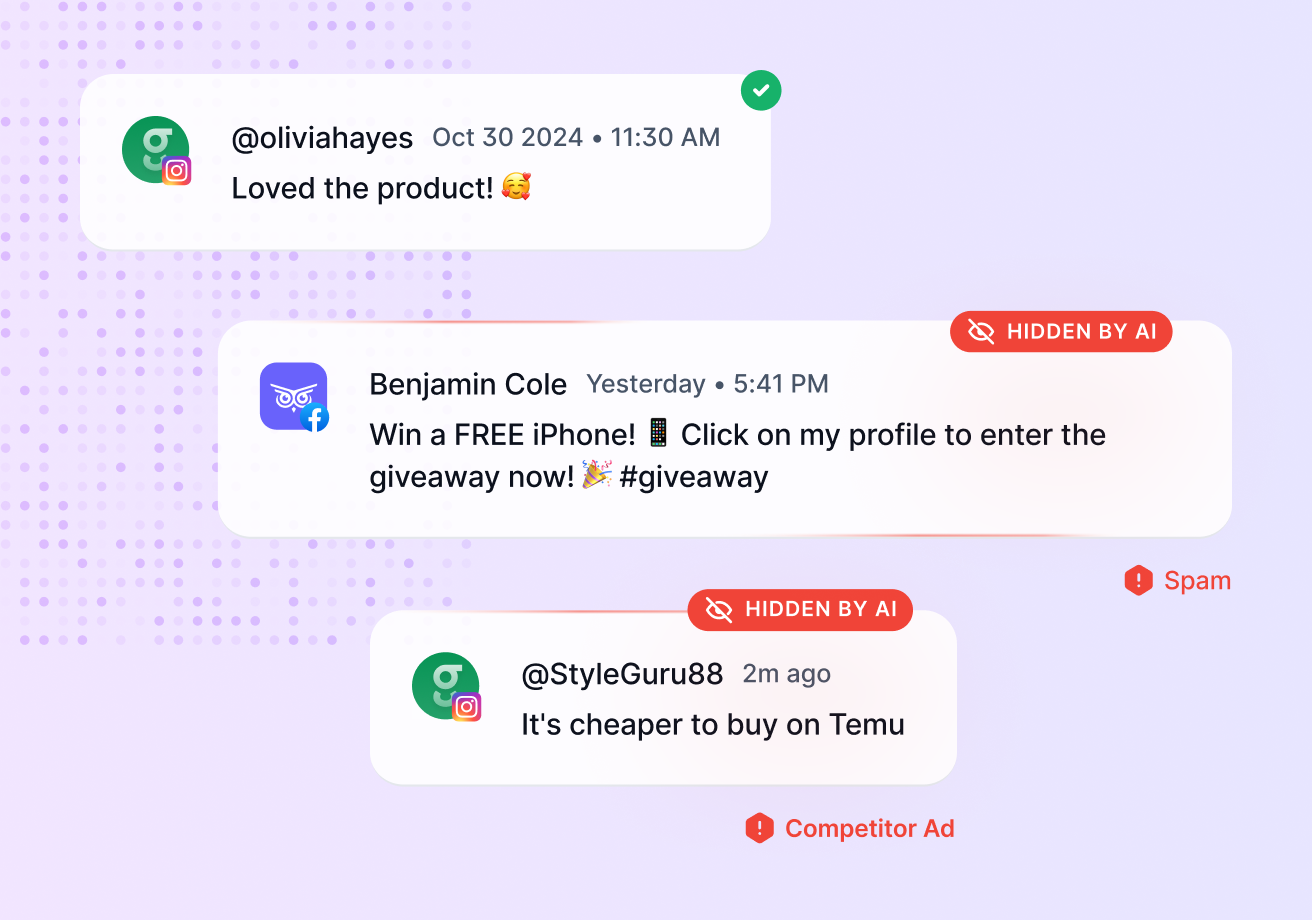 @oliviahayes Oct 30 2024 • 11:30 AM
Loved the product! 🥰
HIDDEN BY AI
Benjamin Cole Yesterday • 5:41 PM
Win a FREE iPhone! 📱 Click on my profile to enter the
giveaway now! 🎉 #giveaway
Spam
HIDDEN BY AI
@StyleGuru88 2m ago
It's cheaper to buy on Temu
Competitor Ad